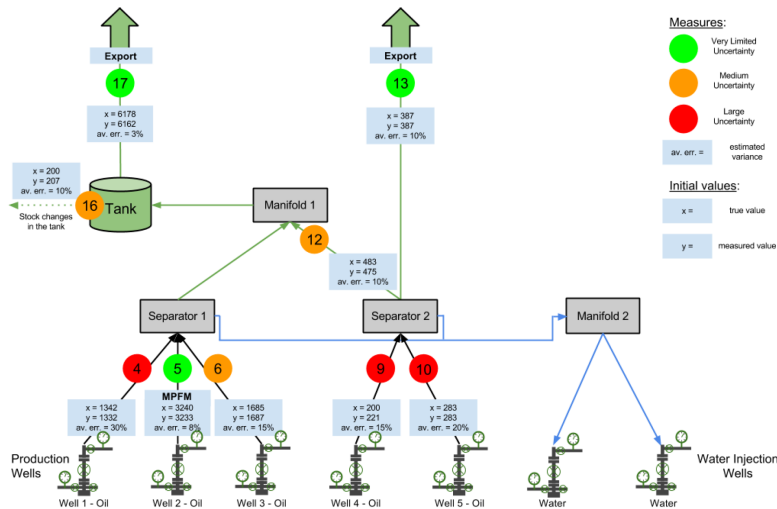 Export
17
x = 6178
y = 6162
av. err. = 3%
Export
13
x = 387
y = 387
av. err. = 10%
Measures:
Very Limited
Uncertainty
Medium
Uncertainty
Large
Uncertainty
av. err. =
estimated
variance
Initial values:
x =
true value
y =
measured value
x = 200
y = 207
av. err. = 10%
16
Tank
Stock changes
in the tank
Manifold 1
12
x = 483
y = 475
av. err. = 10%
Separator 1
Separator 2
Manifold 2
4
5
6
9
10
MPFM
x = 1342
y = 1332
av. err. = 30%
x = 3240
y = 3233
av. err. = 8%
x = 1685
y = 1687
av. err. = 15%
x = 200
y = 221
av. err. = 15%
x = 283
y = 283
av. err. = 20%
Production
Wells
Water Injection
Wells
Well 1 - Oil
Well 2 - Oil
Well 3 - Oil
Well 4 - Oil
Well 5 - Oil
Water
Water